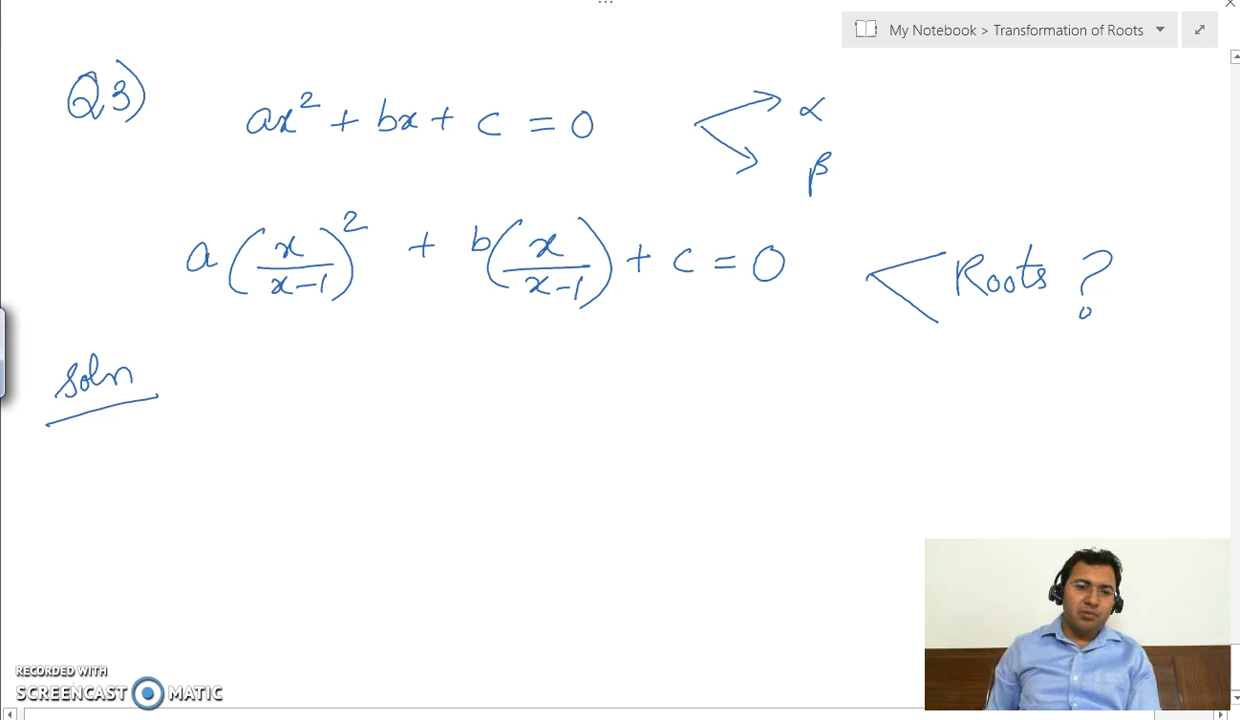 My Notebook > Transformation of Roots
Q3) ax² + bx + c = 0 α
β
a(x/(x-1))² + b(x/(x-1)) + c = 0 Roots ?
Soln
RECORDED WITH
SCREENCAST MATIC